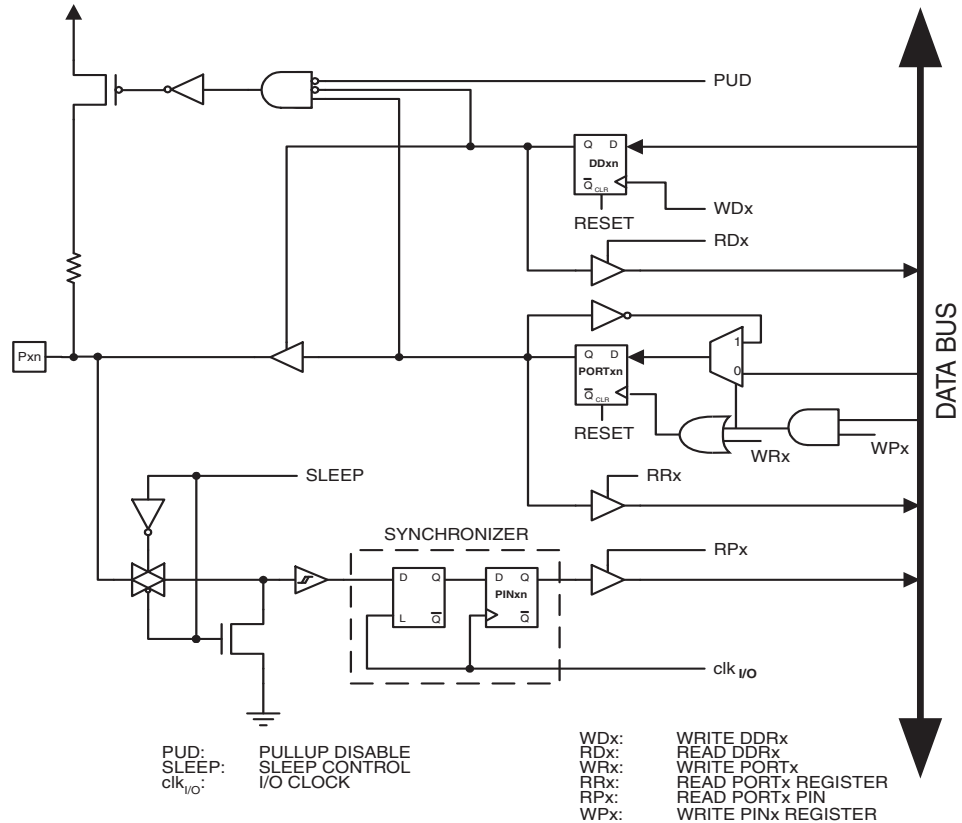 PUD
Q D
DDxn
Q CLR
WDx
RESET
RDx
Pxn
1
Q D
PORTxn
0
Q CLR
DATA BUS
RESET
WRx
WPx
SLEEP
RRx
SYNCHRONIZER
RPx
D Q
D Q
PINxn
L Q
Q
clk I/O
PUD: PULLUP DISABLE
SLEEP: SLEEP CONTROL
clkI/O: I/O CLOCK
WDx: WRITE DDRx
RDx: READ DDRx
WRx: WRITE PORTx
RRx: READ PORTx REGISTER
RPx: READ PORTx PIN
WPx: WRITE PINx REGISTER